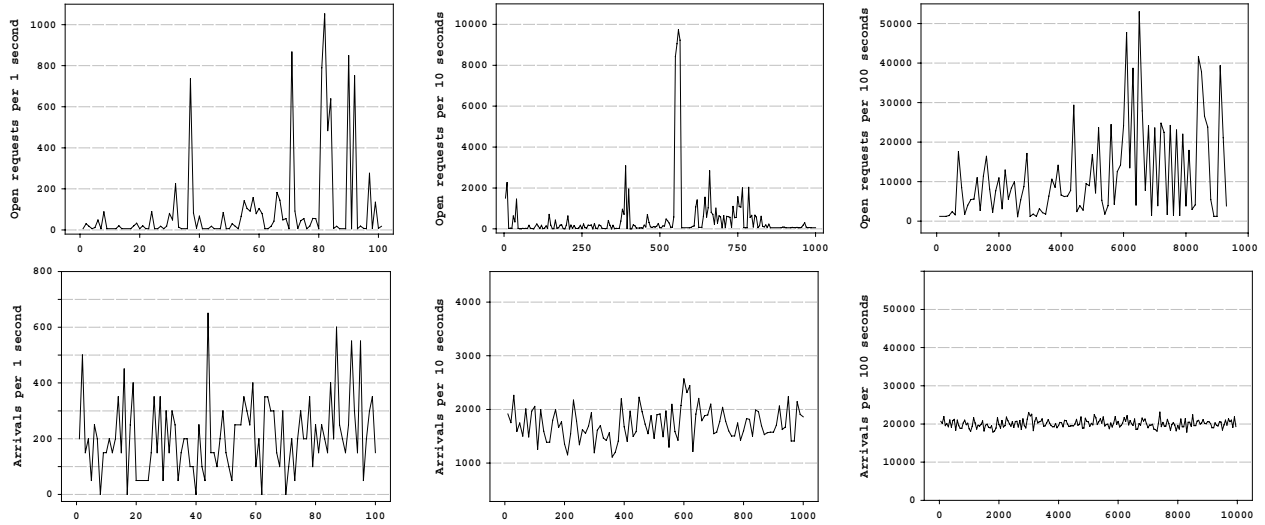 Open requests per 1 second
1000
800
600
400
200
0
0 20 40 60 80 100
Open requests per 10 seconds
10000
8000
6000
4000
2000
0
0 250 500 750 1000
Open requests per 100 seconds
50000
40000
30000
20000
10000
0
0 2000 4000 6000 8000 1000
Arrivals per 1 second
800
600
400
200
0
0 20 40 60 80 100
Arrivals per 10 seconds
4000
3000
2000
1000
0 200 400 600 800 1000
Arrivals per 100 seconds
50000
40000
30000
20000
10000
0
0 2000 4000 6000 8000 10000